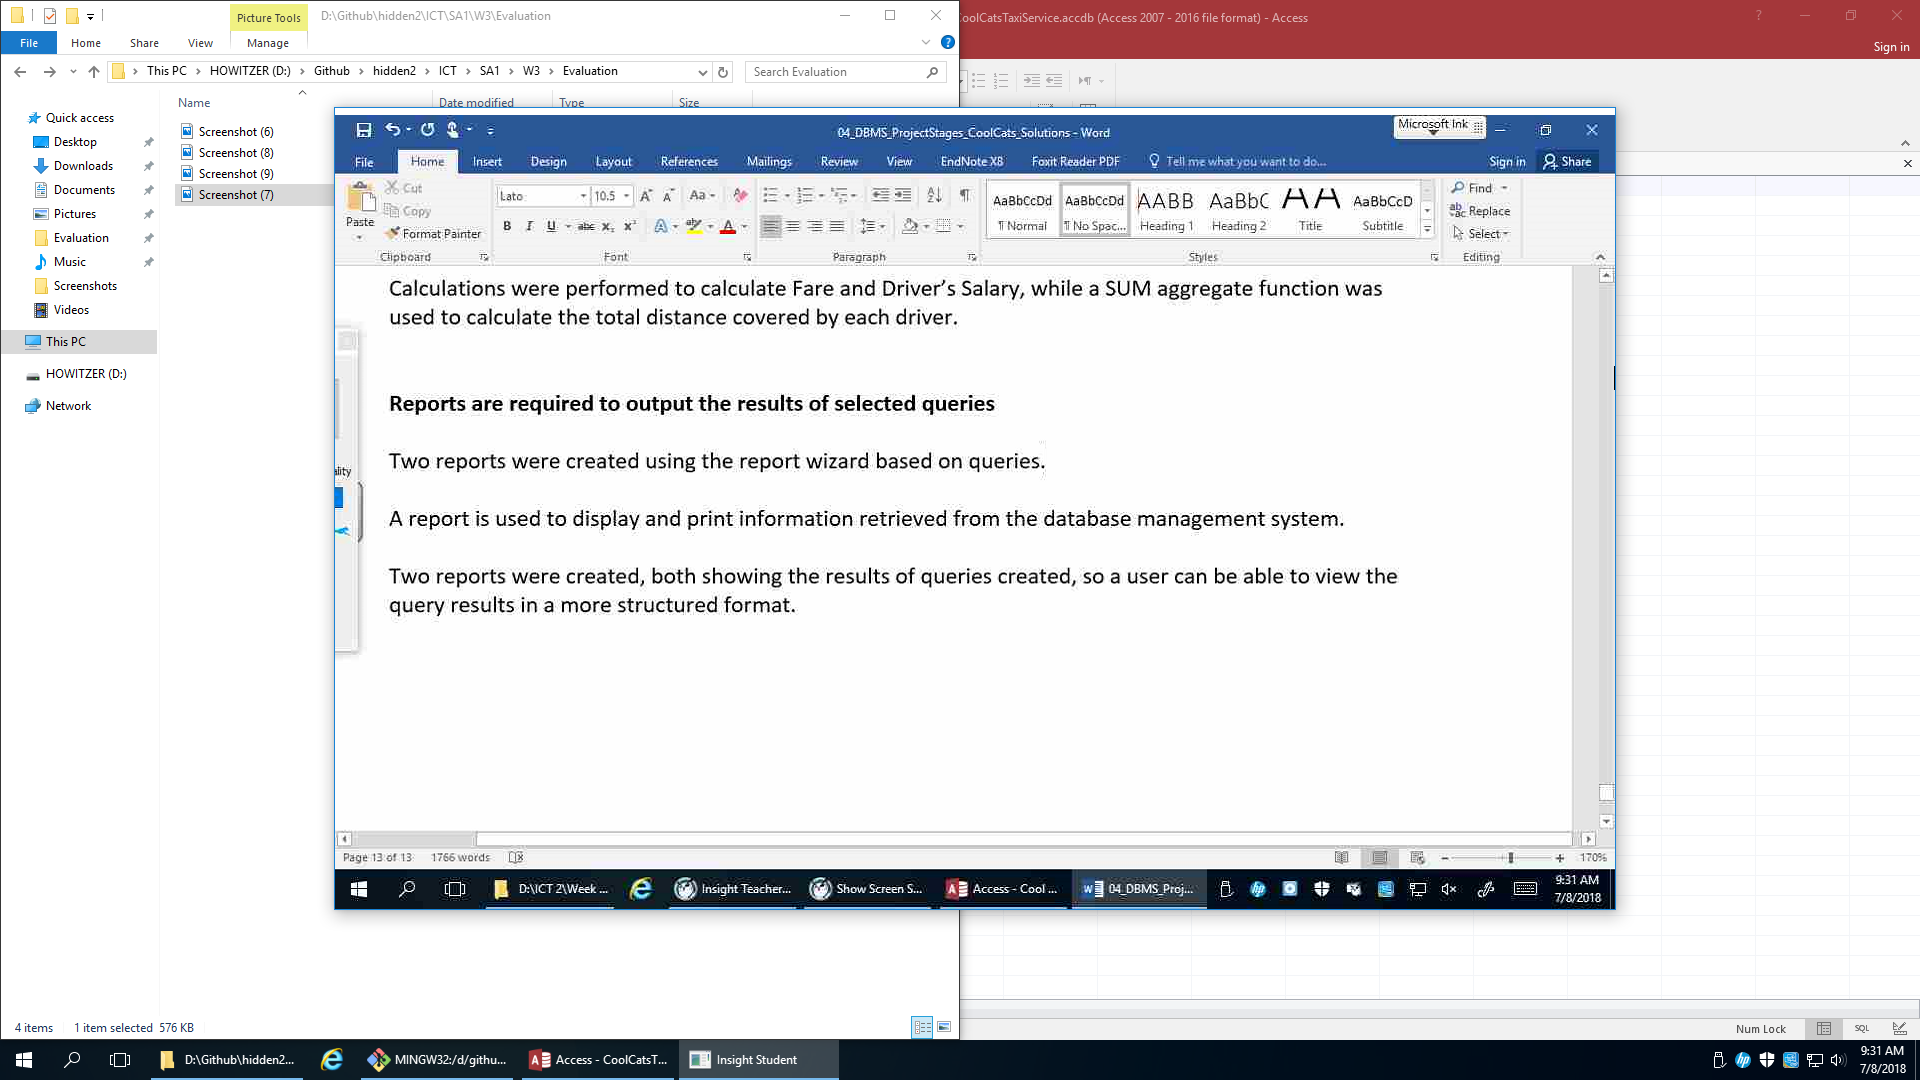 Picture Tools
D:\Github\hidden2\ICT\SA1\W3\Evaluation
CoolCatsTaxiService.accdb (Access 2007 - 2016 file format) - Access
File Home Share View Manage
Sign in
This PC HOWITZER (D:) Github hidden2 ICT SA1 W3 Evaluation
Search Evaluation
Name Date modified Type Size
Quick access
Desktop
Downloads
Documents
Pictures
Evaluation
Music
Screenshots
Videos
This PC
HOWITZER (D:)
Network
Screenshot (6)
Screenshot (8)
Screenshot (9)
Screenshot (7)
04_DBMS_ProjectStages_CoolCats_Solutions - Word
Microsoft Ink
File Home Insert Design Layout References Mailings Review View EndNote X8 Foxit Reader PDF Tell me what you want to do...
Sign in Share
Paste
Cut
Copy
Format Painter
Lato 10.5
AaBbCcDd AaBbCcDd AABB AaBbC AA AaBbCcD
¶ Normal ¶ No Spac... Heading 1 Heading 2 Title Subtitle
Find
Replace
Select
Clipboard Font Paragraph Styles Editing
Calculations were performed to calculate Fare and Driver’s Salary, while a SUM aggregate function was
used to calculate the total distance covered by each driver.
Reports are required to output the results of selected queries
Two reports were created using the report wizard based on queries.
A report is used to display and print information retrieved from the database management system.
Two reports were created, both showing the results of queries created, so a user can be able to view the
query results in a more structured format.
ality
Page 13 of 13 1766 words 170%
D:\ICT 2\Week ...
Insight Teacher...
Show Screen S...
Access - Cool ...
04_DBMS_Proj...
9:31 AM
7/8/2018
4 items 1 item selected 576 KB
Num Lock SQL
D:\Github\hidden2...
MINGW32:/d/githu...
Access - CoolCatsT...
Insight Student
9:31 AM
7/8/2018